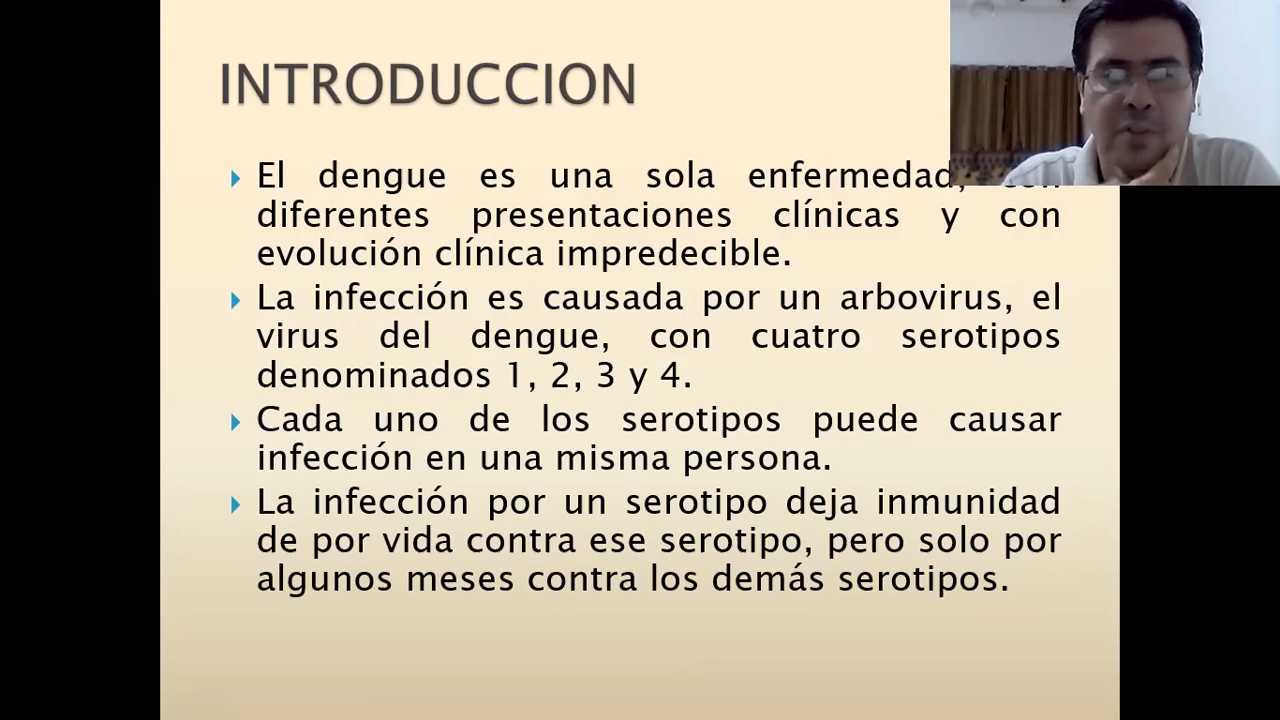 INTRODUCCION
El dengue es una sola enfermedad, con
diferentes presentaciones clínicas y con
evolución clínica impredecible.
La infección es causada por un arbovirus, el
virus del dengue, con cuatro serotipos
denominados 1, 2, 3 y 4.
Cada uno de los serotipos puede causar
infección en una misma persona.
La infección por un serotipo deja inmunidad
de por vida contra ese serotipo, pero solo por
algunos meses contra los demás serotipos.